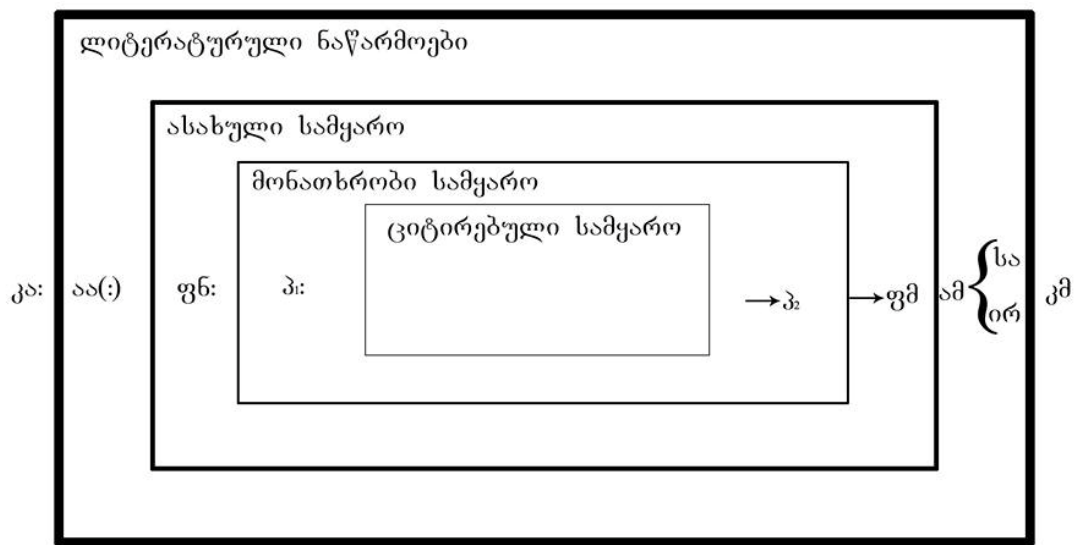 ლიტერატურული ნაწარმოები
ასახული სამყარო
მონათხრობი სამყარო
ციტირებული სამყარო
კა: აა(:) ფნ: პ₁: →პ₂ →ფმ ამ { სა კმ
ირ